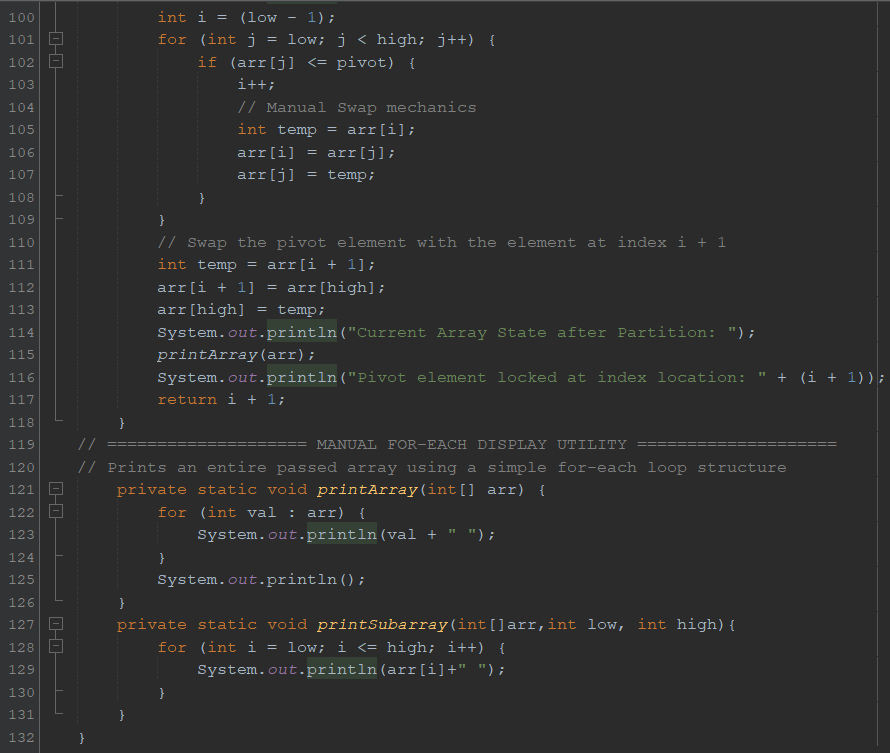 100 int i = (low - 1);
101 for (int j = low; j < high; j++) {
102 if (arr[j] <= pivot) {
103 i++;
104 // Manual Swap mechanics
105 int temp = arr[i];
106 arr[i] = arr[j];
107 arr[j] = temp;
108 }
109 }
110 // Swap the pivot element with the element at index i + 1
111 int temp = arr[i + 1];
112 arr[i + 1] = arr[high];
113 arr[high] = temp;
114 System.out.println("Current Array State after Partition: ");
115 printArray(arr);
116 System.out.println("Pivot element locked at index location: " + (i + 1));
117 return i + 1;
118 }
119 // ==================== MANUAL FOR-EACH DISPLAY UTILITY ====================
120 // Prints an entire passed array using a simple for-each loop structure
121 private static void printArray(int[] arr) {
122 for (int val : arr) {
123 System.out.println(val + " ");
124 }
125 System.out.println();
126 }
127 private static void printSubarray(int[]arr,int low, int high){
128 for (int i = low; i <= high; i++) {
129 System.out.println(arr[i]+" ");
130 }
131 }
132 }